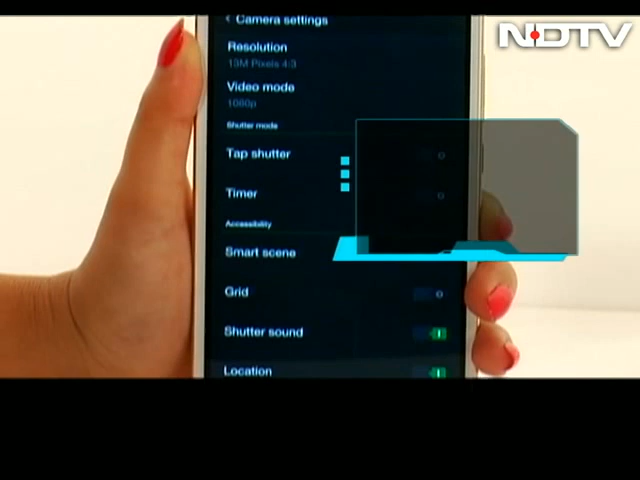 NDTV
< Camera settings
Resolution
13M Pixels 4:3
Video mode
1080p
Shutter mode
Tap shutter
Timer
Accessibility
Smart scene
Grid
Shutter sound
Location